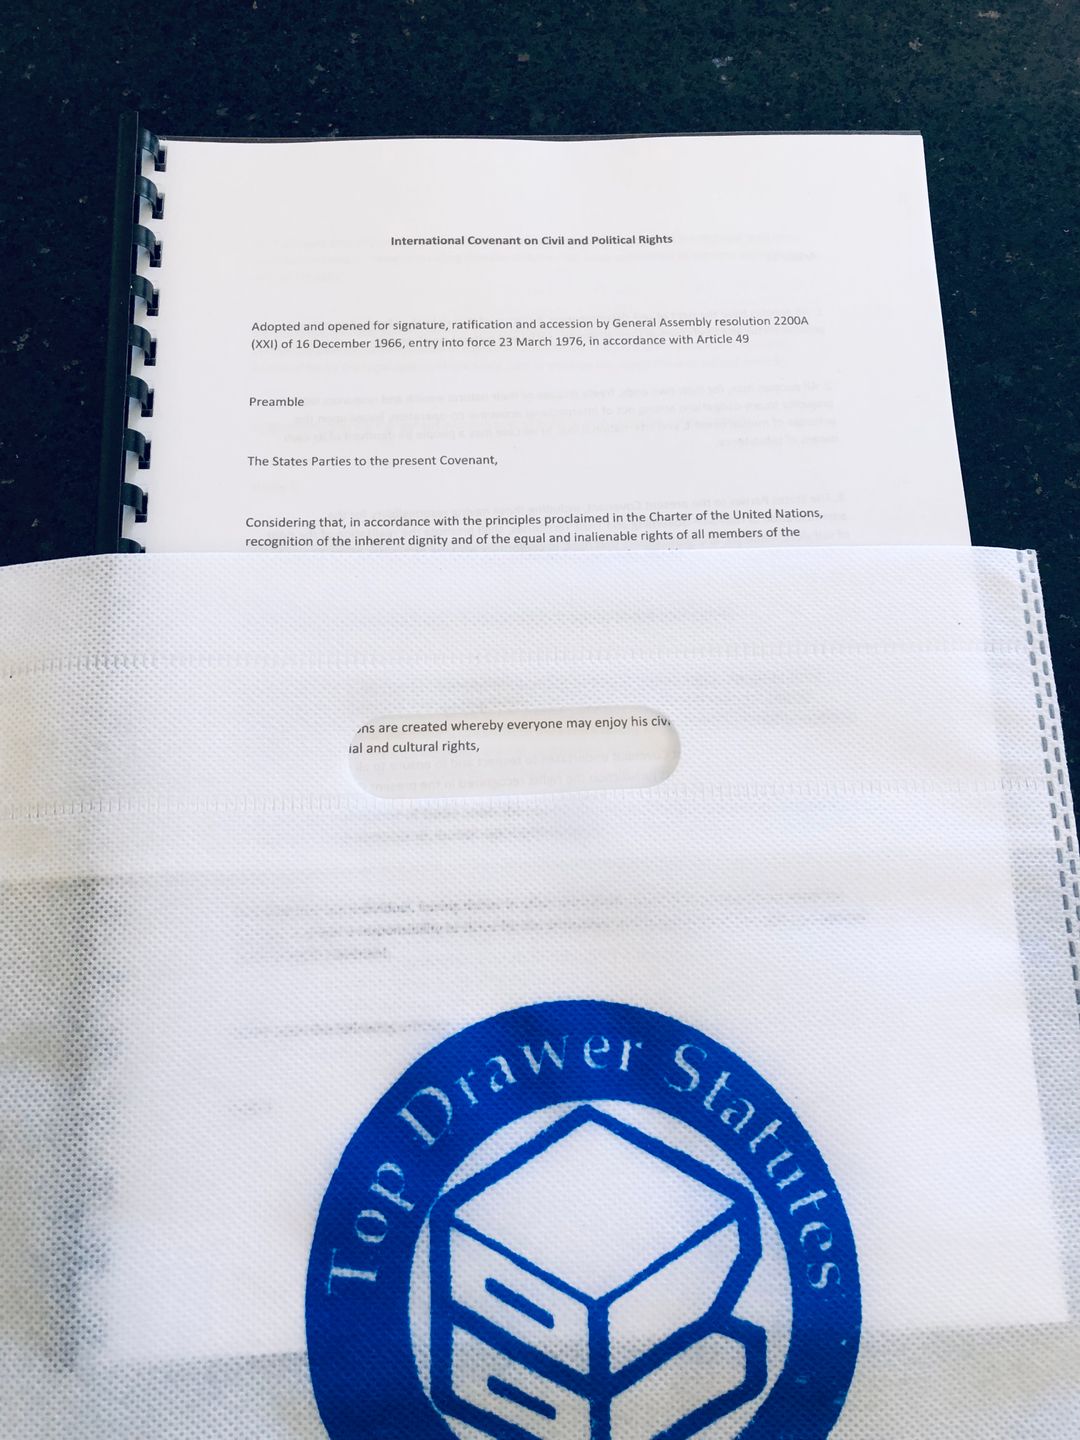 International Covenant on Civil and Political Rights
Adopted and opened for signature, ratification and accession by General Assembly resolution 2200A
(XXI) of 16 December 1966, entry into force 23 March 1976, in accordance with Article 49
Preamble
The States Parties to the present Covenant,
Considering that, in accordance with the principles proclaimed in the Charter of the United Nations,
recognition of the inherent dignity and of the equal and inalienable rights of all members of the
are created whereby everyone may enjoy his
and cultural rights,
Top Drawer Statutes